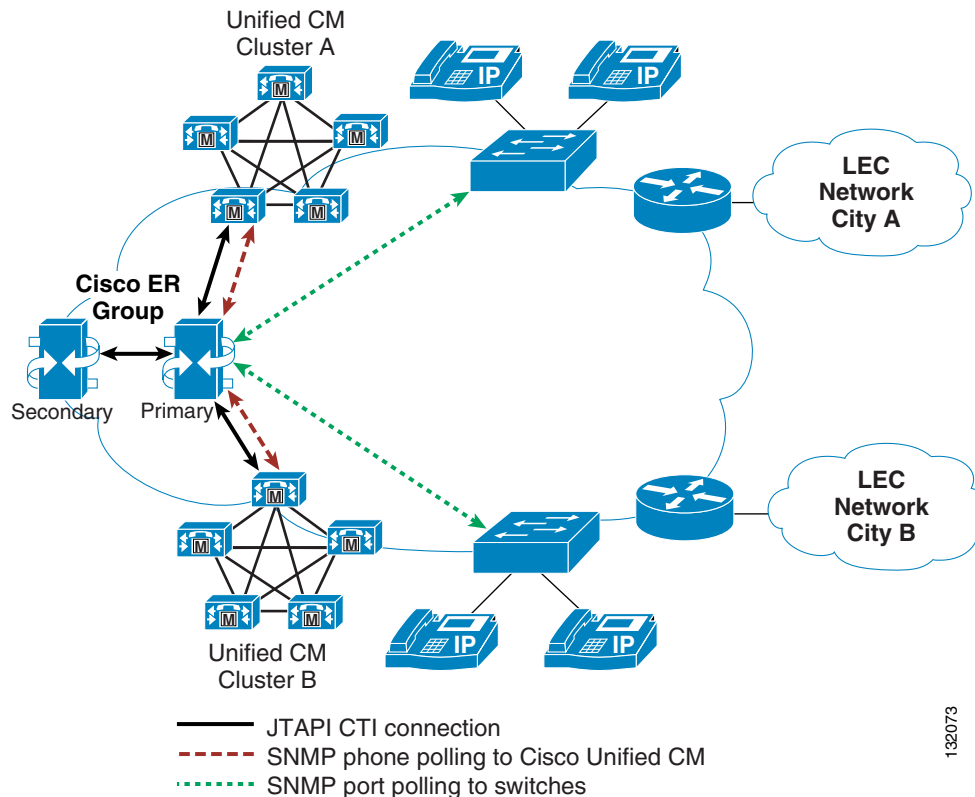 Unified CM
Cluster A
M
M
M
M
M
IP
IP
LEC
Network
City A
Cisco ER
Group
Secondary
Primary
M
M
M
M
M
LEC
Network
City B
IP
IP
Unified CM
Cluster B
JTAPI CTI connection
SNMP phone polling to Cisco Unified CM
SNMP port polling to switches
132073